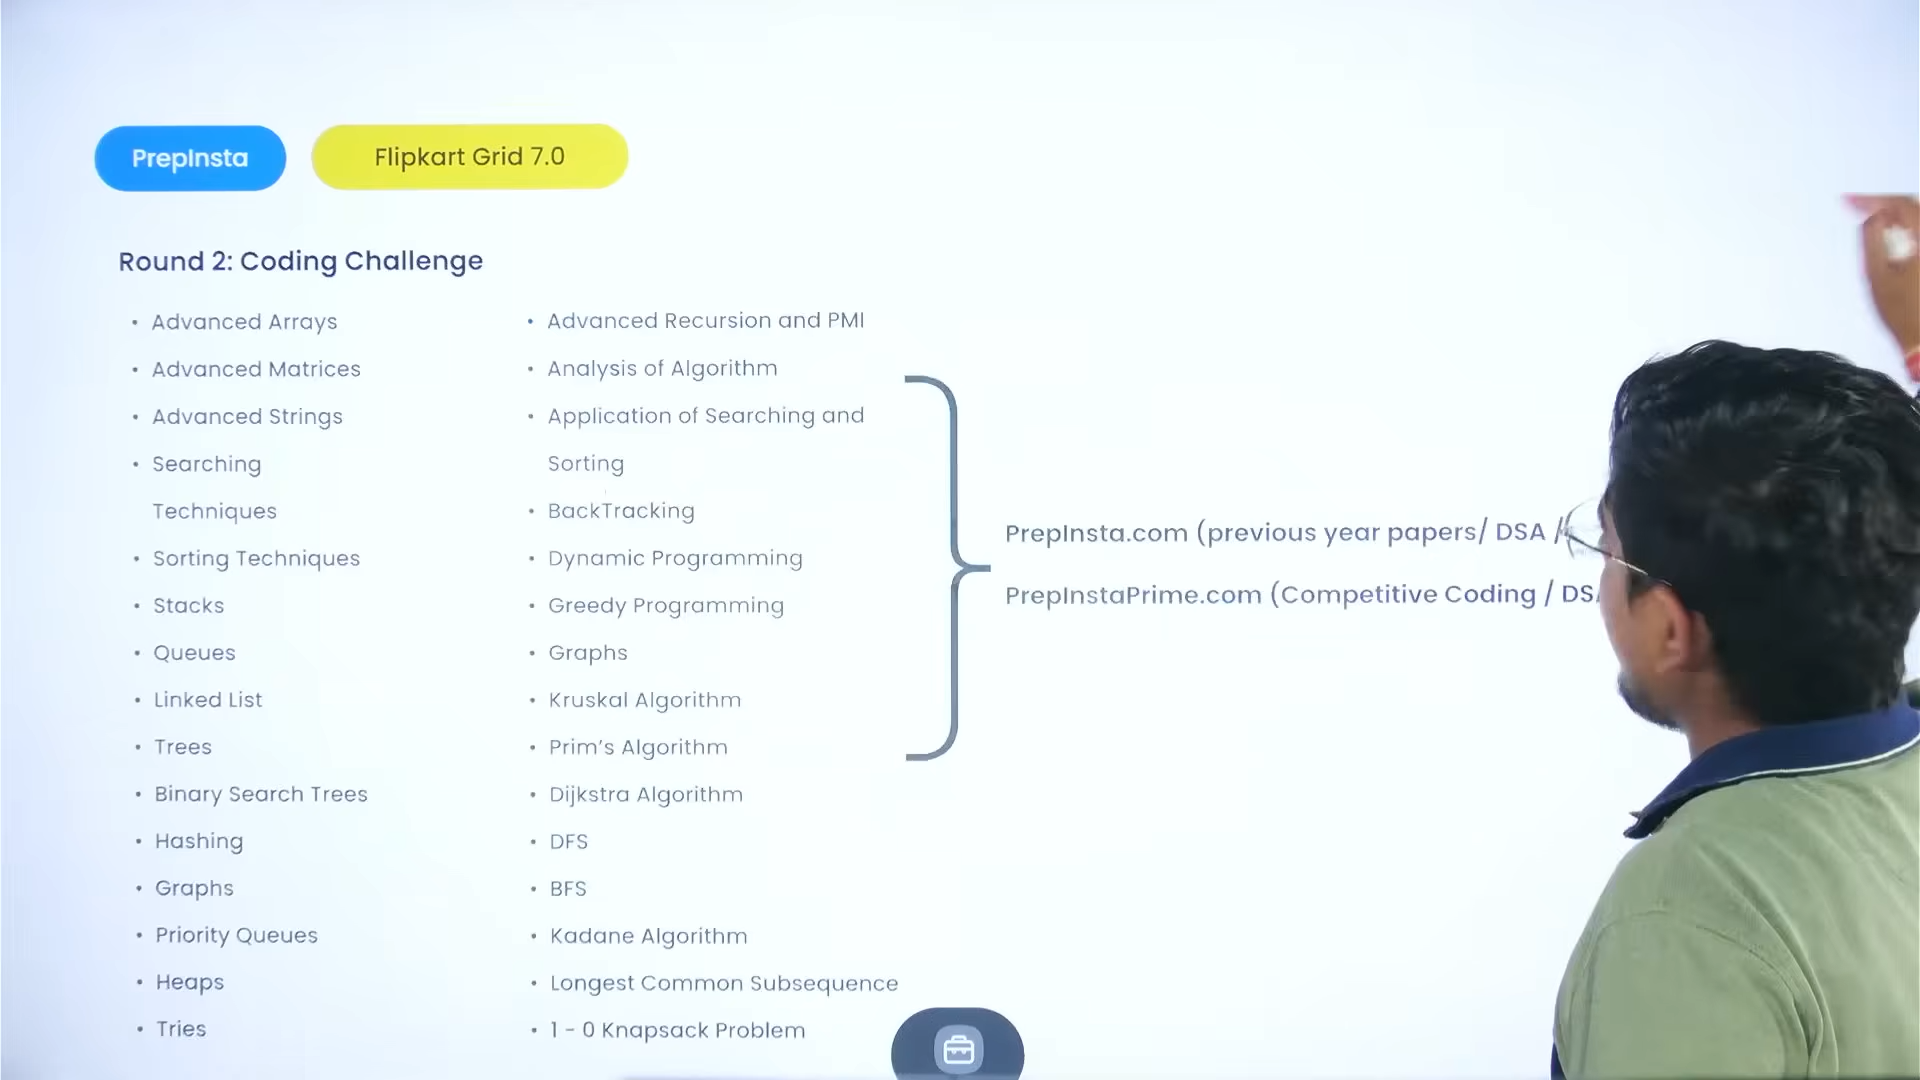 PrepInsta
Flipkart Grid 7.0
Round 2: Coding Challenge
• Advanced Arrays
• Advanced Matrices
• Advanced Strings
• Searching
Techniques
• Sorting Techniques
• Stacks
• Queues
• Linked List
• Trees
• Binary Search Trees
• Hashing
• Graphs
• Priority Queues
• Heaps
• Tries
• Advanced Recursion and PMI
• Analysis of Algorithm
• Application of Searching and
Sorting
• BackTracking
• Dynamic Programming
• Greedy Programming
• Graphs
• Kruskal Algorithm
• Prim's Algorithm
• Dijkstra Algorithm
• DFS
• BFS
• Kadane Algorithm
• Longest Common Subsequence
• 1 - 0 Knapsack Problem
PrepInsta.com (previous year papers/ DSA /
PrepInstaPrime.com (Competitive Coding /